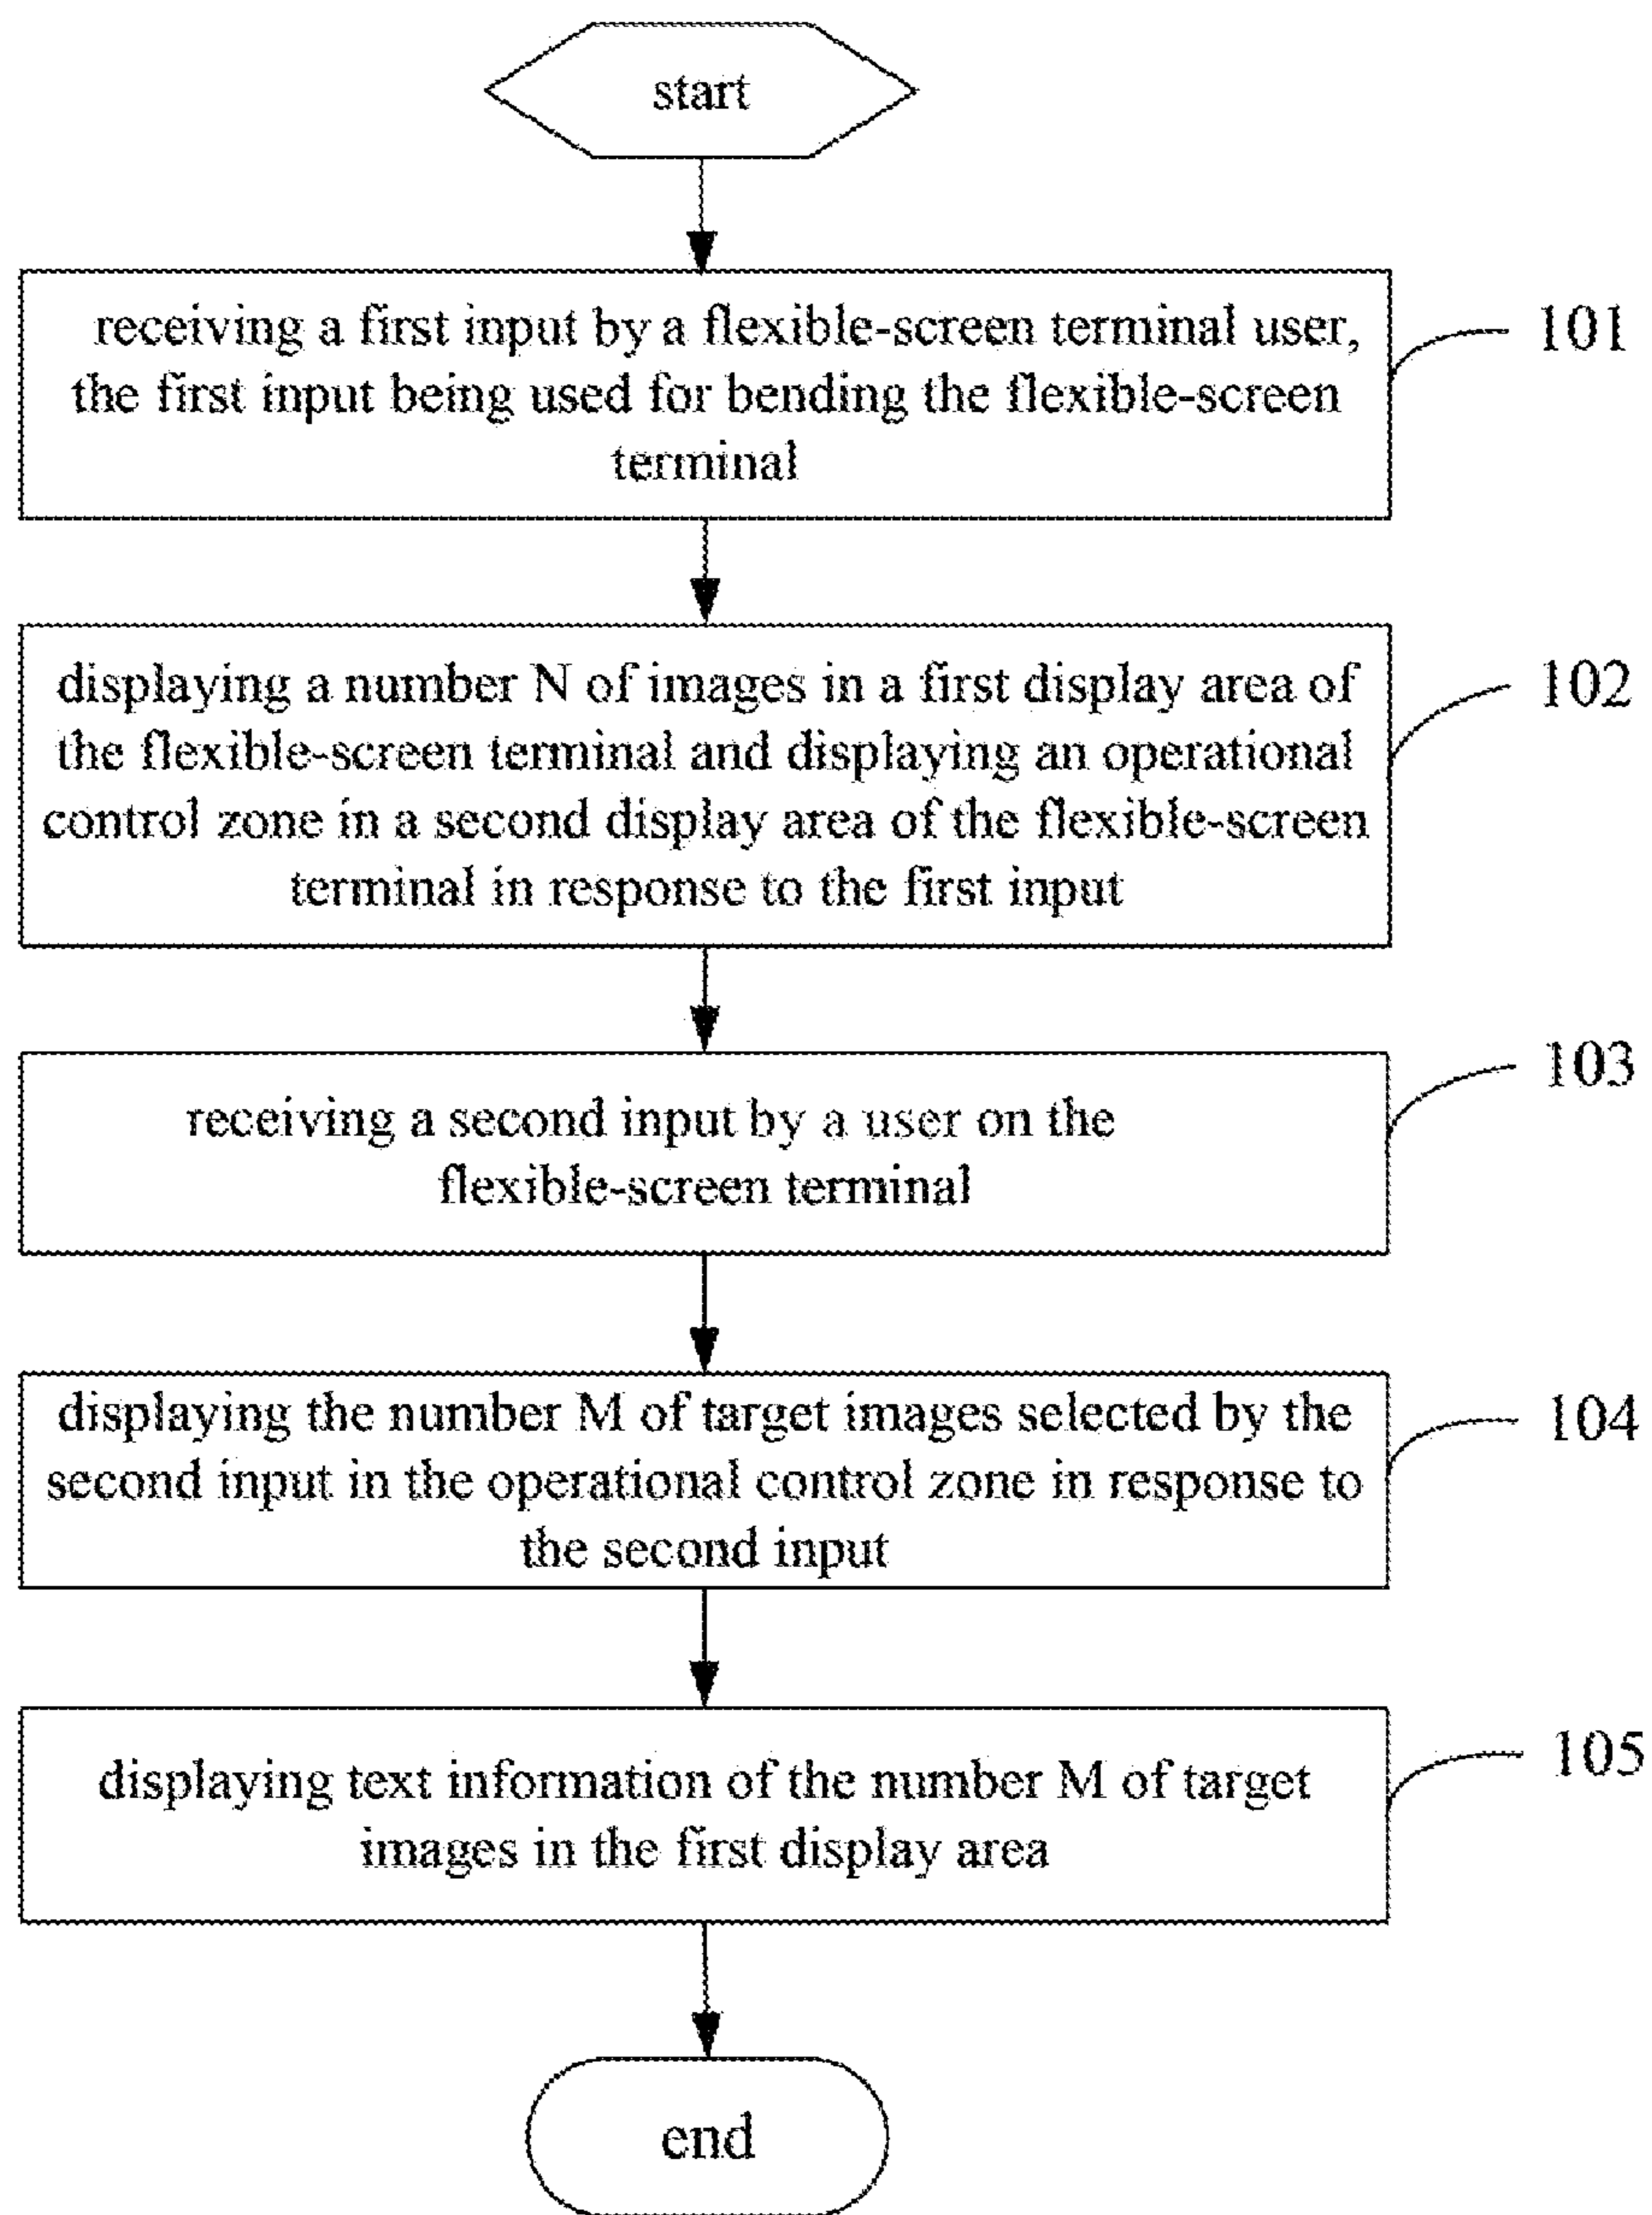 start
receiving a first input by a flexible-screen terminal user,
the first input being used for bending the flexible-screen
terminal
101
displaying a number N of images in a first display area of
the flexible-screen terminal and displaying an operational
control zone in a second display area of the flexible-screen
terminal in response to the first input
102
receiving a second input by a user on the
flexible-screen terminal
103
displaying the number M of target images selected by the
second input in the operational control zone in response to
the second input
104
displaying text information of the number M of target
images in the first display area
105
end